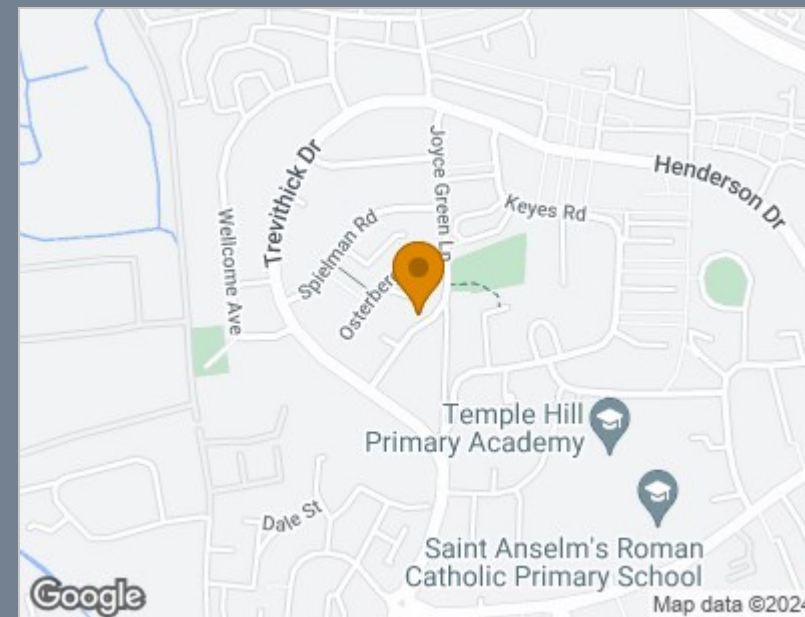 Joyce Green Ln
Henderson Dr
Trevithick Dr
Keyes Rd
Spielman Rd
Wellcome Ave
Temple Hill
Primary Academy
Dale St
Saint Anselm's Roman
Catholic Primary School
Google
Map data ©2024